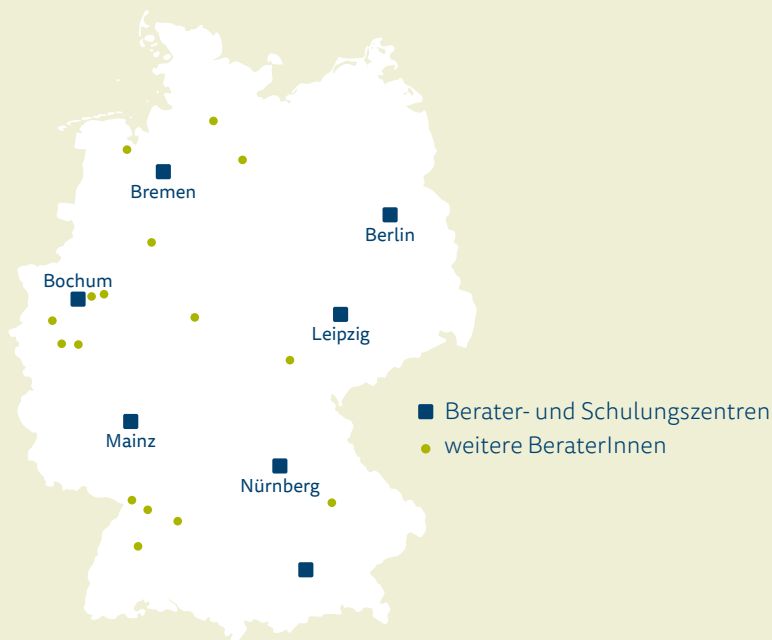 Bremen
Berlin
Bochum
Leipzig
Berater- und Schulungszentren
Mainz
weitere BeraterInnen
Nürnberg